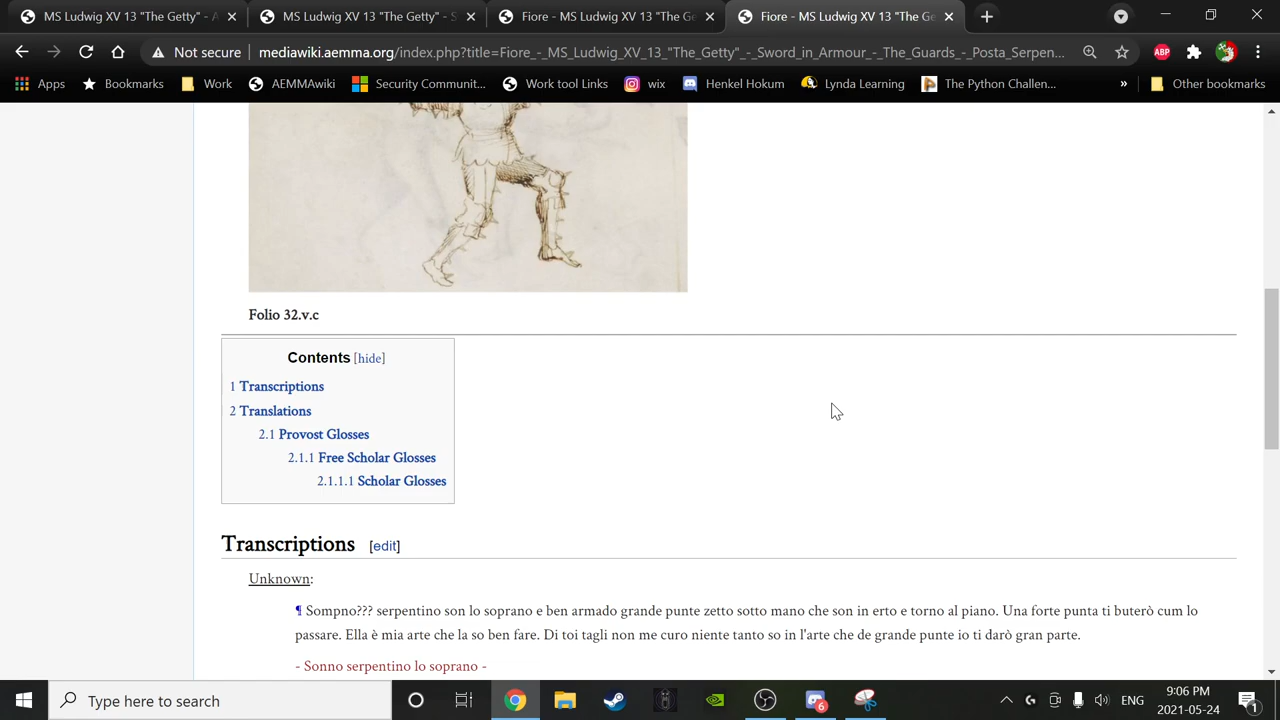 MS Ludwig XV 13 "The Getty" - A
MS Ludwig XV 13 "The Getty" - S
Fiore - MS Ludwig XV 13 "The Ge
Fiore - MS Ludwig XV 13 "The Ge
Not secure
mediawiki.aemma.org/index.php?title=Fiore_-_MS_Ludwig_XV_13_"The_Getty"_-_Sword_in_Armour_-_The_Guards_-_Posta_Serpen...
ABP
Apps
Bookmarks
Work
AEMMAwiki
Security Communit...
Work tool Links
wix
Henkel Hokum
Lynda Learning
The Python Challen...
»
Other bookmarks
Folio 32.v.c
Contents [hide]
1 Transcriptions
2 Translations
2.1 Provost Glosses
2.1.1 Free Scholar Glosses
2.1.1.1 Scholar Glosses
Transcriptions [edit]
Unknown:
¶ Sompno??? serpentino son lo soprano e ben armado grande punte zetto sotto mano che son in erto e torno al piano. Una forte punta ti buterò cum lo
passare. Ella è mia arte che la so ben fare. Di toi tagli non me curo niente tanto so in l'arte che de grande punte io ti darò gran parte.
- Sonno serpentino lo soprano -
Type here to search
6
ENG
9:06 PM
2021-05-24
1